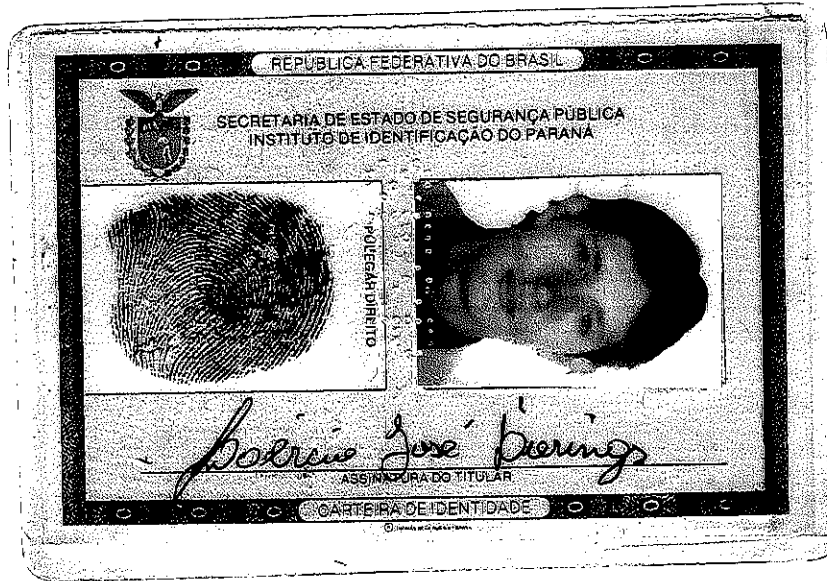 REPÚBLICA FEDERATIVA DO BRASIL
SECRETARIA DE ESTADO DE SEGURANÇA PÚBLICA
INSTITUTO DE IDENTIFICAÇÃO DO PARANÁ
POLEGAR DIREITO
José
ASSINATURA DO TITULAR
CARTEIRA DE IDENTIDADE